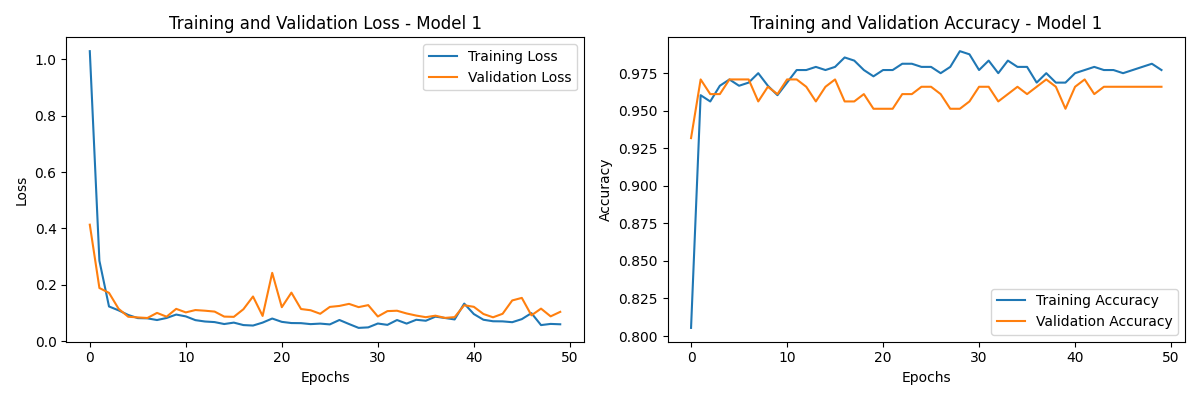 Training and Validation Loss - Model 1
Training Loss
Validation Loss
1.0
0.8
0.6
0.4
0.2
0.0
Loss
0 10 20 30 40 50
Epochs
Training and Validation Accuracy - Model 1
0.975
0.950
0.925
0.900
0.875
0.850
0.825
0.800
Accuracy
Training Accuracy
Validation Accuracy
0 10 20 30 40 50
Epochs